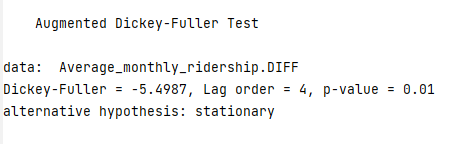 Augmented Dickey-Fuller Test
data:  Average_monthly_ridership.DIFF
Dickey-Fuller = -5.4987, Lag order = 4, p-value = 0.01
alternative hypothesis: stationary